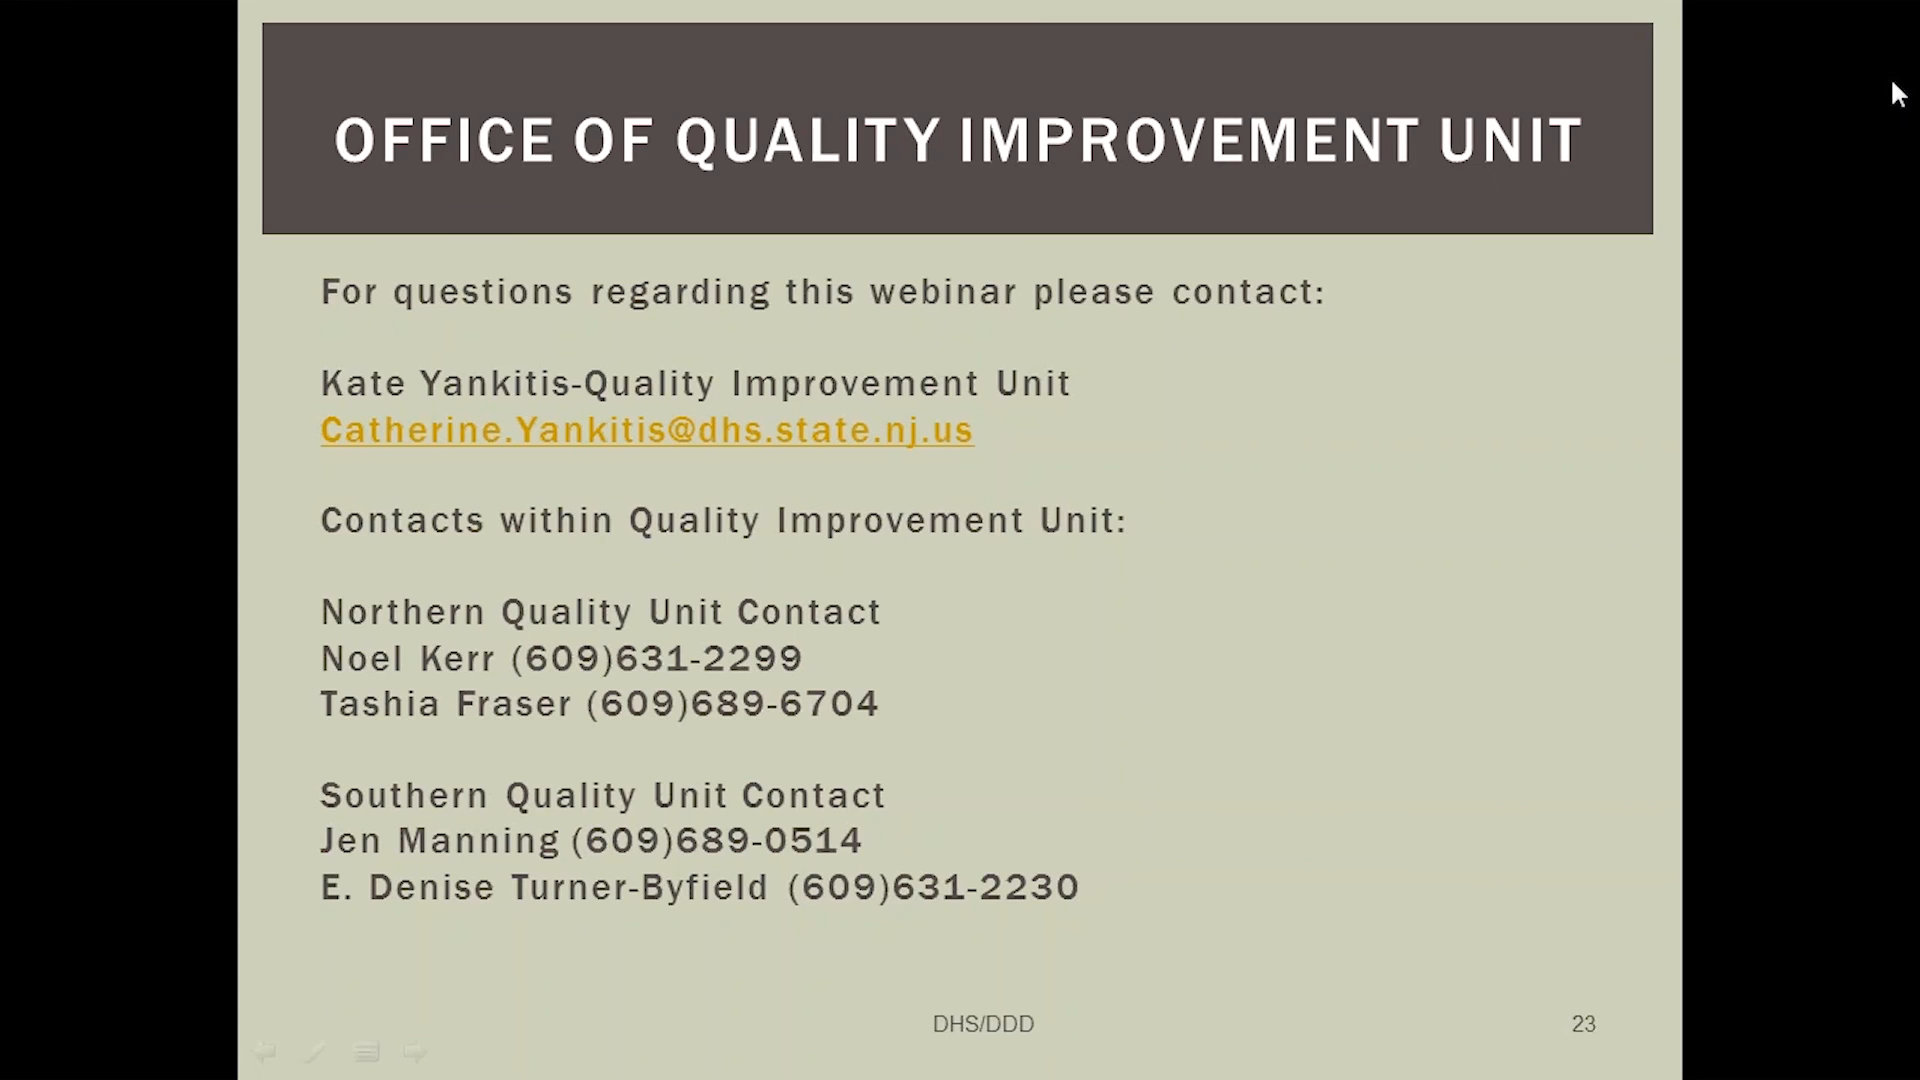 OFFICE OF QUALITY IMPROVEMENT UNIT
For questions regarding this webinar please contact:
Kate Yankitis-Quality Improvement Unit
Catherine.Yankitis@dhs.state.nj.us
Contacts within Quality Improvement Unit:
Northern Quality Unit Contact
Noel Kerr (609)631-2299
Tashia Fraser (609)689-6704
Southern Quality Unit Contact
Jen Manning (609)689-0514
E. Denise Turner-Byfield (609)631-2230
DHS/DDD 23